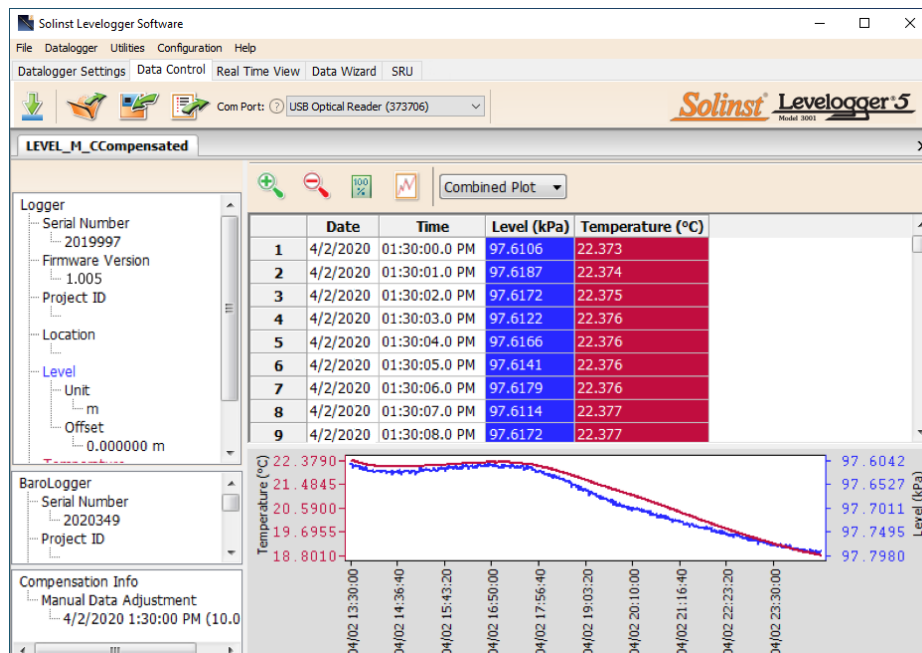 Solinst Levelogger Software
File Datalogger Utilities Configuration Help
Datalogger Settings Data Control Real Time View Data Wizard SRU
Com Port: ? USB Optical Reader (373706)
Solinst® Levelogger®5
Model 3001
LEVEL_M_CCompensated
100
%
Combined Plot
Logger
Serial Number
2019997
Firmware Version
1.005
Project ID
Location
Level
Unit
m
Offset
0.000000 m
Temperature
BaroLogger
Serial Number
2020349
Project ID
Compensation Info
Manual Data Adjustment
4/2/2020 1:30:00 PM (10.0
Date Time Level (kPa) Temperature (°C)
1 4/2/2020 01:30:00.0 PM 97.6106 22.373
2 4/2/2020 01:30:01.0 PM 97.6187 22.374
3 4/2/2020 01:30:02.0 PM 97.6172 22.375
4 4/2/2020 01:30:03.0 PM 97.6122 22.376
5 4/2/2020 01:30:04.0 PM 97.6166 22.376
6 4/2/2020 01:30:05.0 PM 97.6141 22.376
7 4/2/2020 01:30:06.0 PM 97.6179 22.376
8 4/2/2020 01:30:07.0 PM 97.6114 22.377
9 4/2/2020 01:30:08.0 PM 97.6172 22.377
Temperature (°C)
22.3790
21.4845
20.5900
19.6955
18.8010
97.6042
97.6527
97.7011
97.7495
97.7980
Level (kPa)
04/02 13:30:00
04/02 14:36:40
04/02 15:43:20
04/02 16:50:00
04/02 17:56:40
04/02 19:03:20
04/02 20:10:00
04/02 21:16:40
04/02 22:23:20
04/02 23:30:00